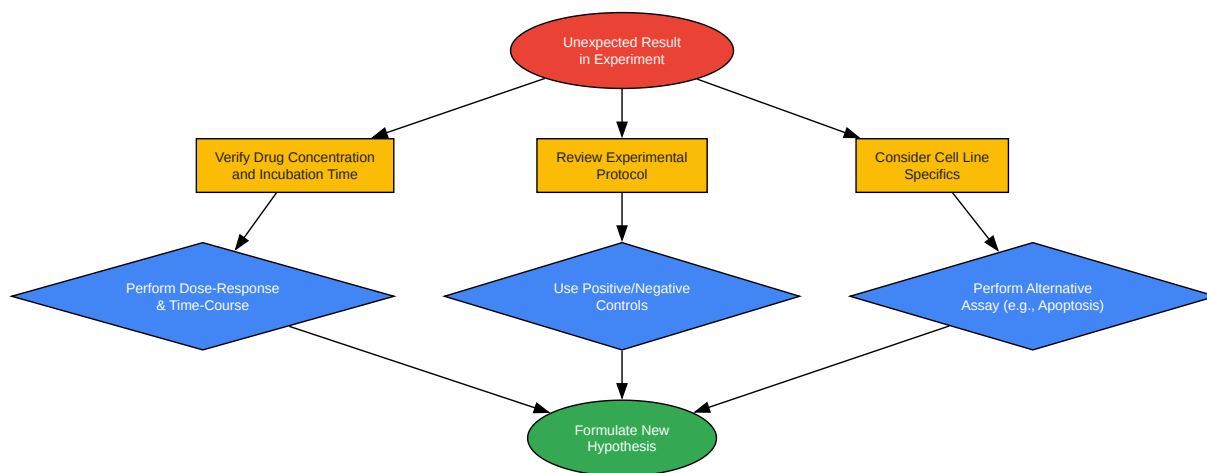 Unexpected Result
in Experiment
Verify Drug Concentration
and Incubation Time
Review Experimental
Protocol
Consider Cell Line
Specifics
Perform Dose-Response
& Time-Course
Use Positive/Negative
Controls
Perform Alternative
Assay (e.g., Apoptosis)
Formulate New
Hypothesis